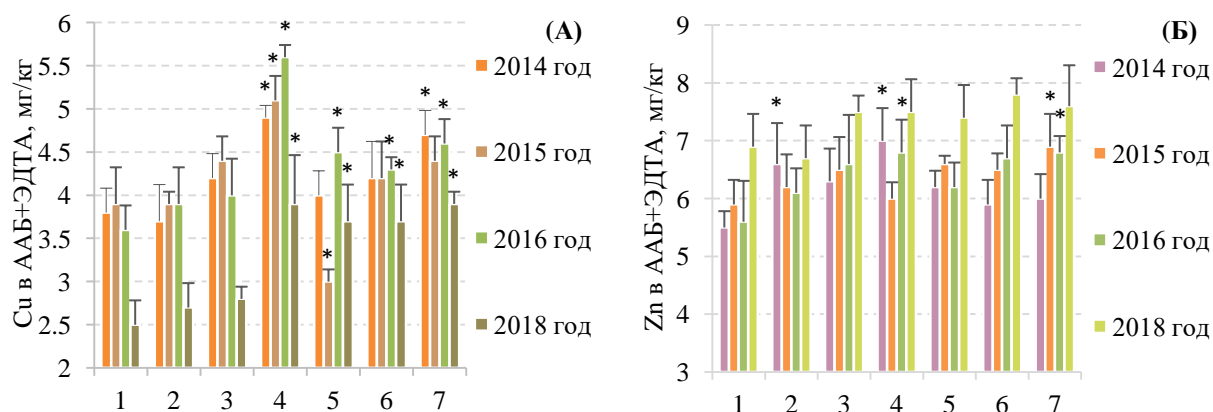 (А)
Cu в ААБ+ЭДТА, мг/кг
6
5.5
5
4.5
4
3.5
3
2.5
2
* * * *
* * * *
* *
* * *
1 2 3 4 5 6 7
2014 год
2015 год
2016 год
2018 год
(Б)
Zn в ААБ+ЭДТА, мг/кг
9
8
7
6
5
4
3
* * * * *
1 2 3 4 5 6 7
2014 год
2015 год
2016 год
2018 год